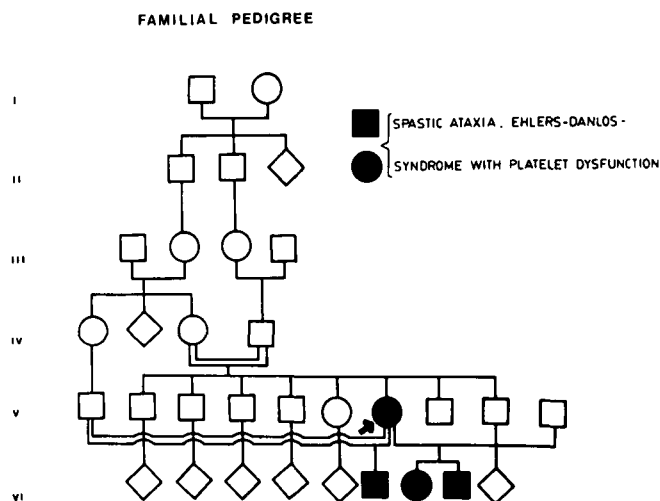 FAMILIAL PEDIGREE
I
SPASTIC ATAXIA. EHLERS-DANLOS-
SYNDROME WITH PLATELET DYSFUNCTION
II
III
IV
V
VI